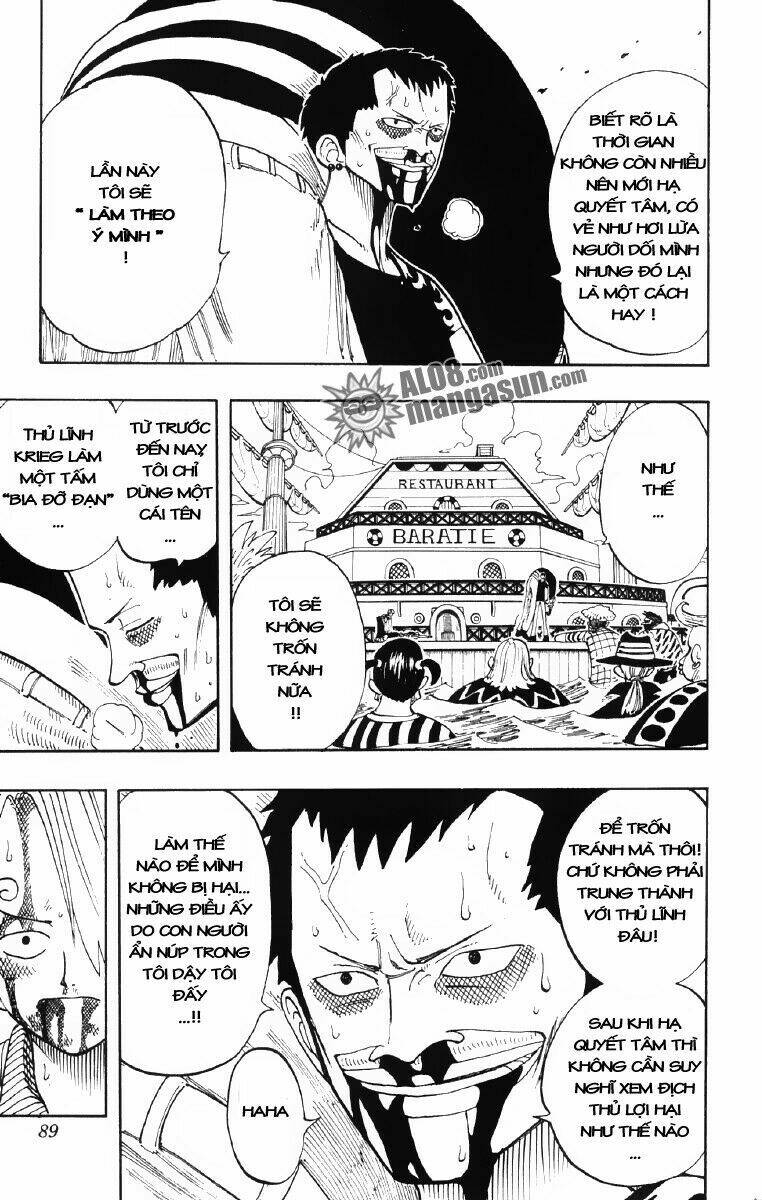 BIẾT RÕ LÀ
THỜI GIAN
KHÔNG CÒN NHIỀU
NÊN MỚI HẠ
QUYẾT TÂM, CÓ
VẺ NHƯ HƠI LỪA
NGƯỜI DỐI MÌNH
NHƯNG ĐÓ LẠI
LÀ MỘT CÁCH
HAY !
LẦN NÀY
TÔI SẼ
“ LÀM THEO
Ý MÌNH ”
!
ALO8.com
mangasun.com
NHƯ
THẾ
...
RESTAURANT
BARATIE
TÔI SẼ
KHÔNG
TRỐN
TRÁNH
NỮA
!!
TỪ TRƯỚC
ĐẾN NAY,
TÔI CHỈ
DÙNG MỘT
CÁI TÊN
...
THỦ LĨNH
KRIEG LÀM
MỘT TẤM
“BIA ĐỠ ĐẠN”
...
ĐỂ TRỐN
TRÁNH MÀ THÔI!
CHỨ KHÔNG PHẢI
TRUNG THÀNH
VỚI THỦ LĨNH
ĐÂU!
SAU KHI HẠ
QUYẾT TÂM THÌ
KHÔNG CẦN SUY
NGHĨ XEM ĐỊCH
THỦ LỢI HẠI
NHƯ THẾ NÀO
...
LÀM THẾ
NÀO ĐỂ MÌNH
KHÔNG BỊ HẠI...
NHỮNG ĐIỀU ẤY
DO CON NGƯỜI
ẨN NÚP TRONG
TÔI DẬY TÔI
ĐẤY
...!!
HAHA
89